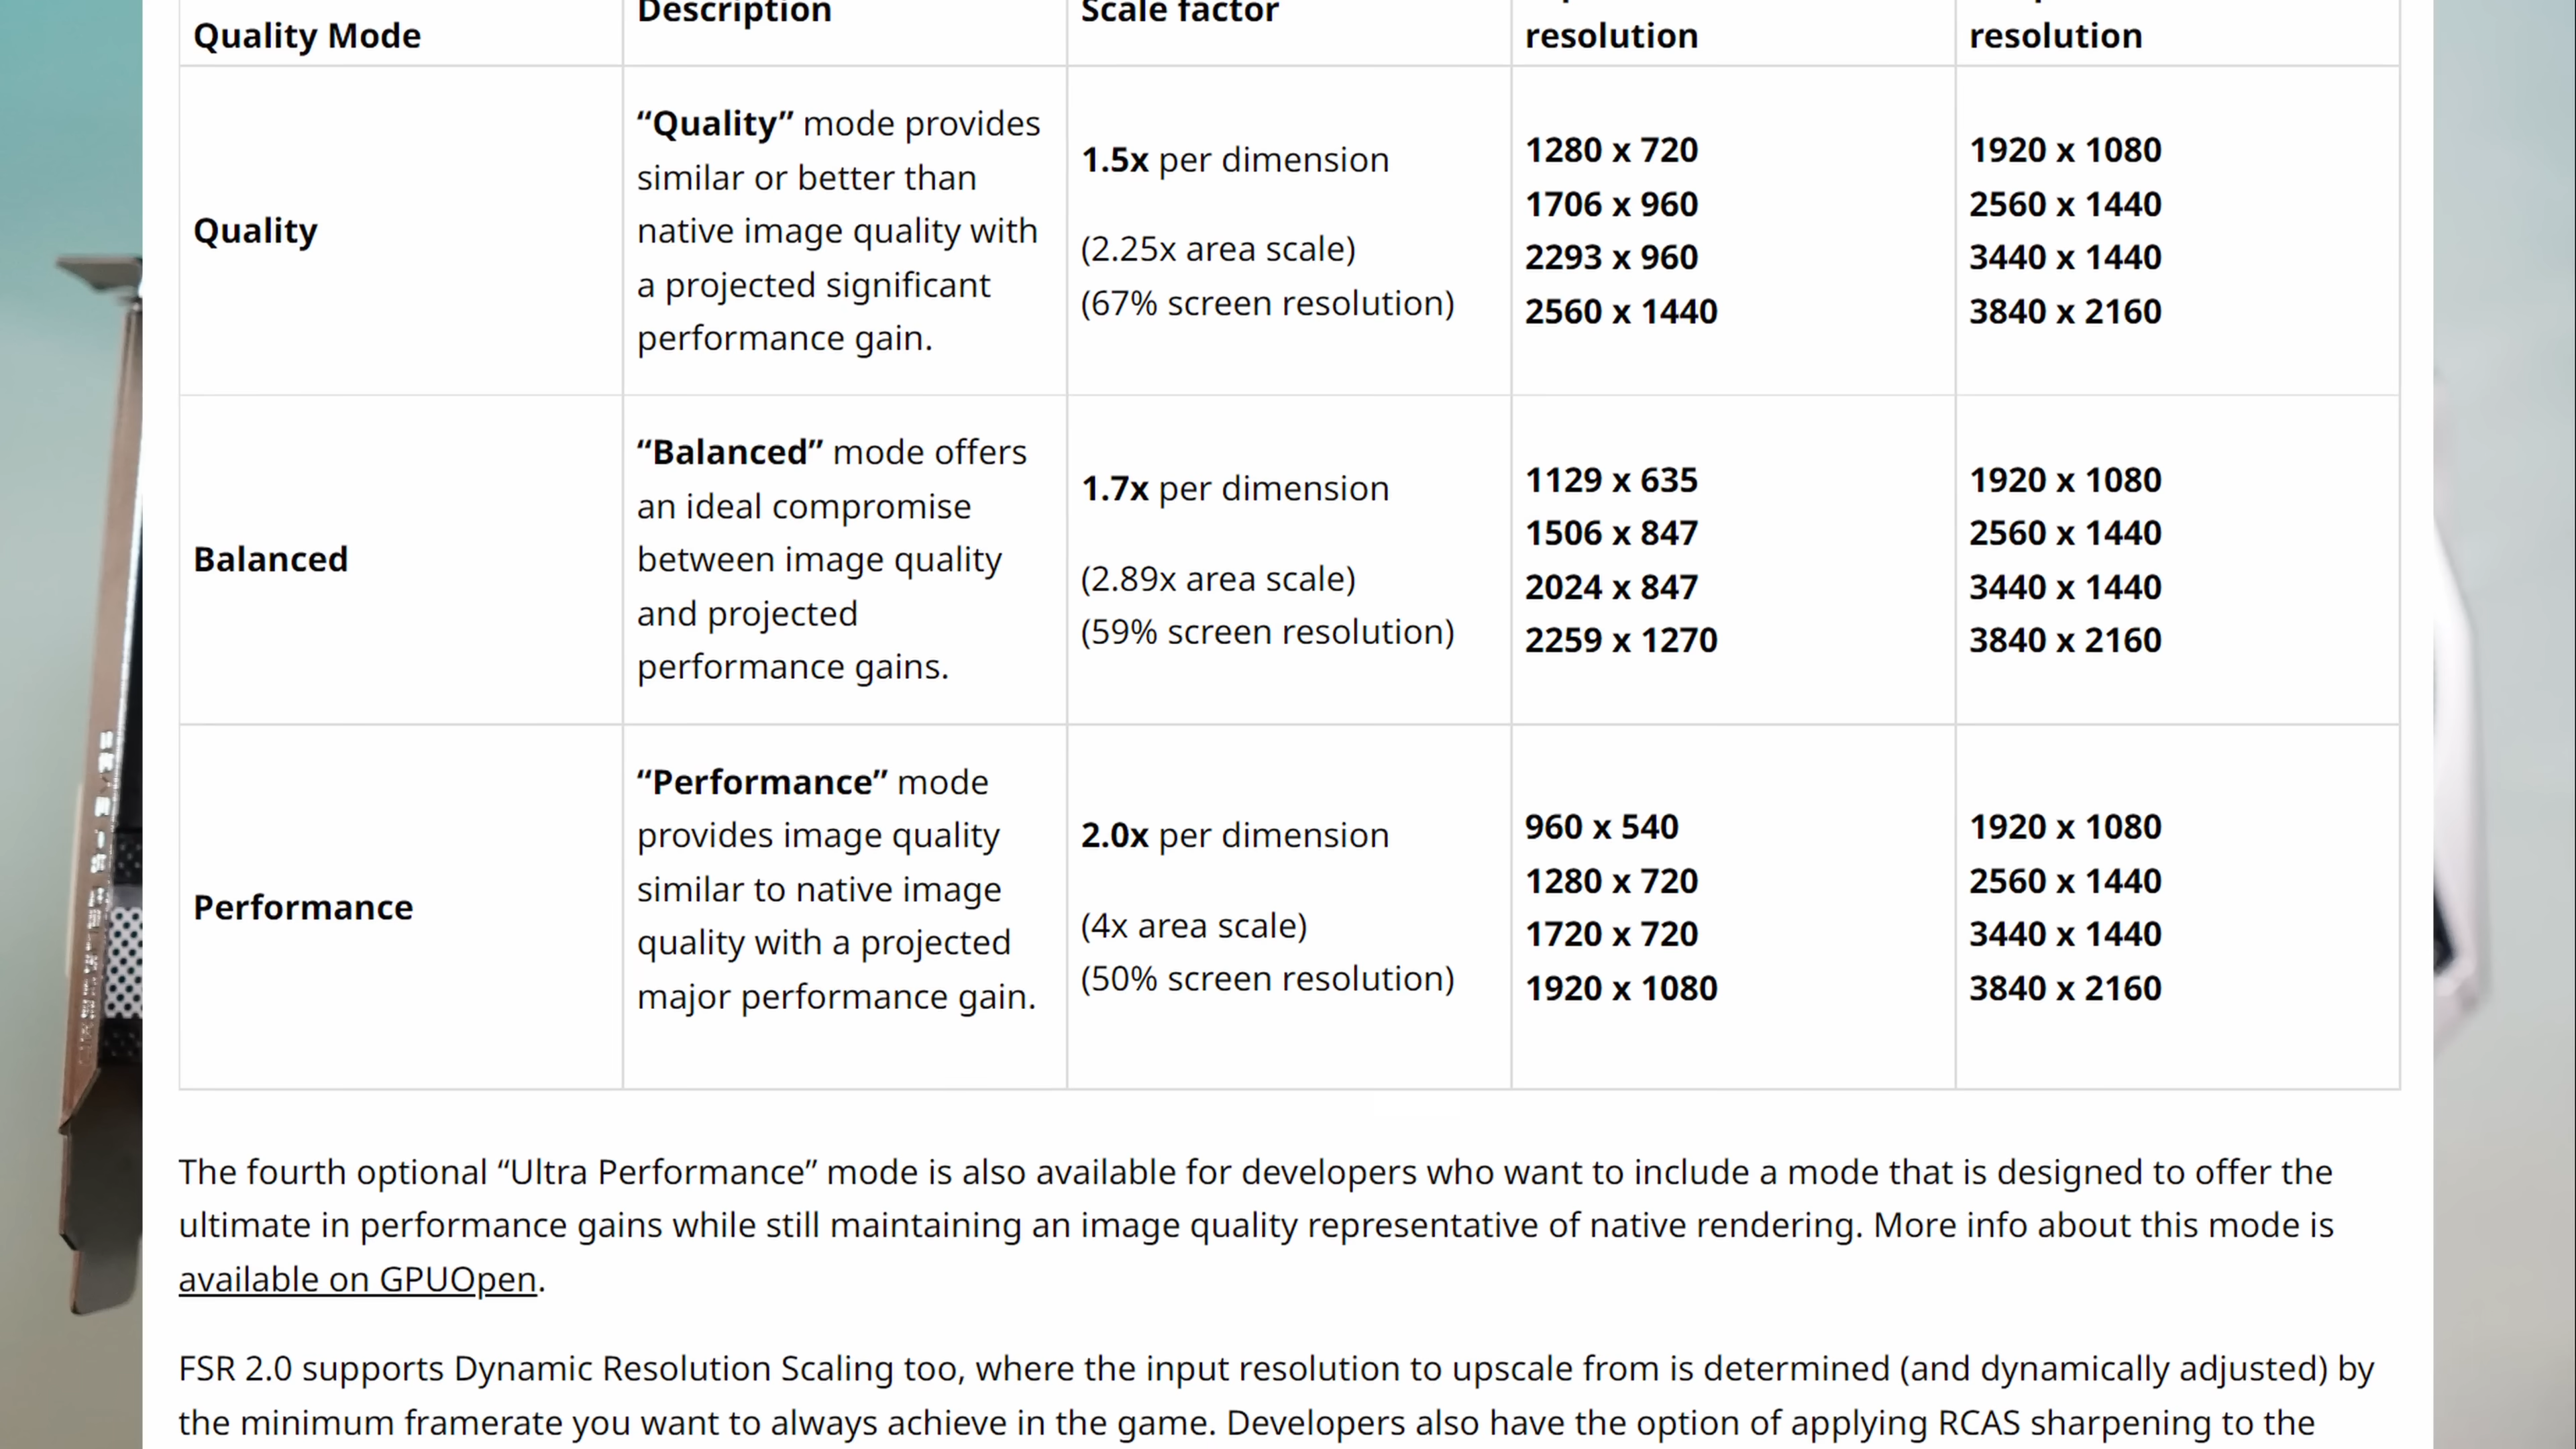 Quality Mode
Description
Scale factor
resolution
resolution
Quality
“Quality” mode provides
similar or better than
native image quality with
a projected significant
performance gain.
1.5x per dimension
(2.25x area scale)
(67% screen resolution)
1280 x 720
1706 x 960
2293 x 960
2560 x 1440
1920 x 1080
2560 x 1440
3440 x 1440
3840 x 2160
Balanced
“Balanced” mode offers
an ideal compromise
between image quality
and projected
performance gains.
1.7x per dimension
(2.89x area scale)
(59% screen resolution)
1129 x 635
1506 x 847
2024 x 847
2259 x 1270
1920 x 1080
2560 x 1440
3440 x 1440
3840 x 2160
Performance
“Performance” mode
provides image quality
similar to native image
quality with a projected
major performance gain.
2.0x per dimension
(4x area scale)
(50% screen resolution)
960 x 540
1280 x 720
1720 x 720
1920 x 1080
1920 x 1080
2560 x 1440
3440 x 1440
3840 x 2160
The fourth optional “Ultra Performance” mode is also available for developers who want to include a mode that is designed to offer the
ultimate in performance gains while still maintaining an image quality representative of native rendering. More info about this mode is
available on GPUOpen.
FSR 2.0 supports Dynamic Resolution Scaling too, where the input resolution to upscale from is determined (and dynamically adjusted) by
the minimum framerate you want to always achieve in the game. Developers also have the option of applying RCAS sharpening to the